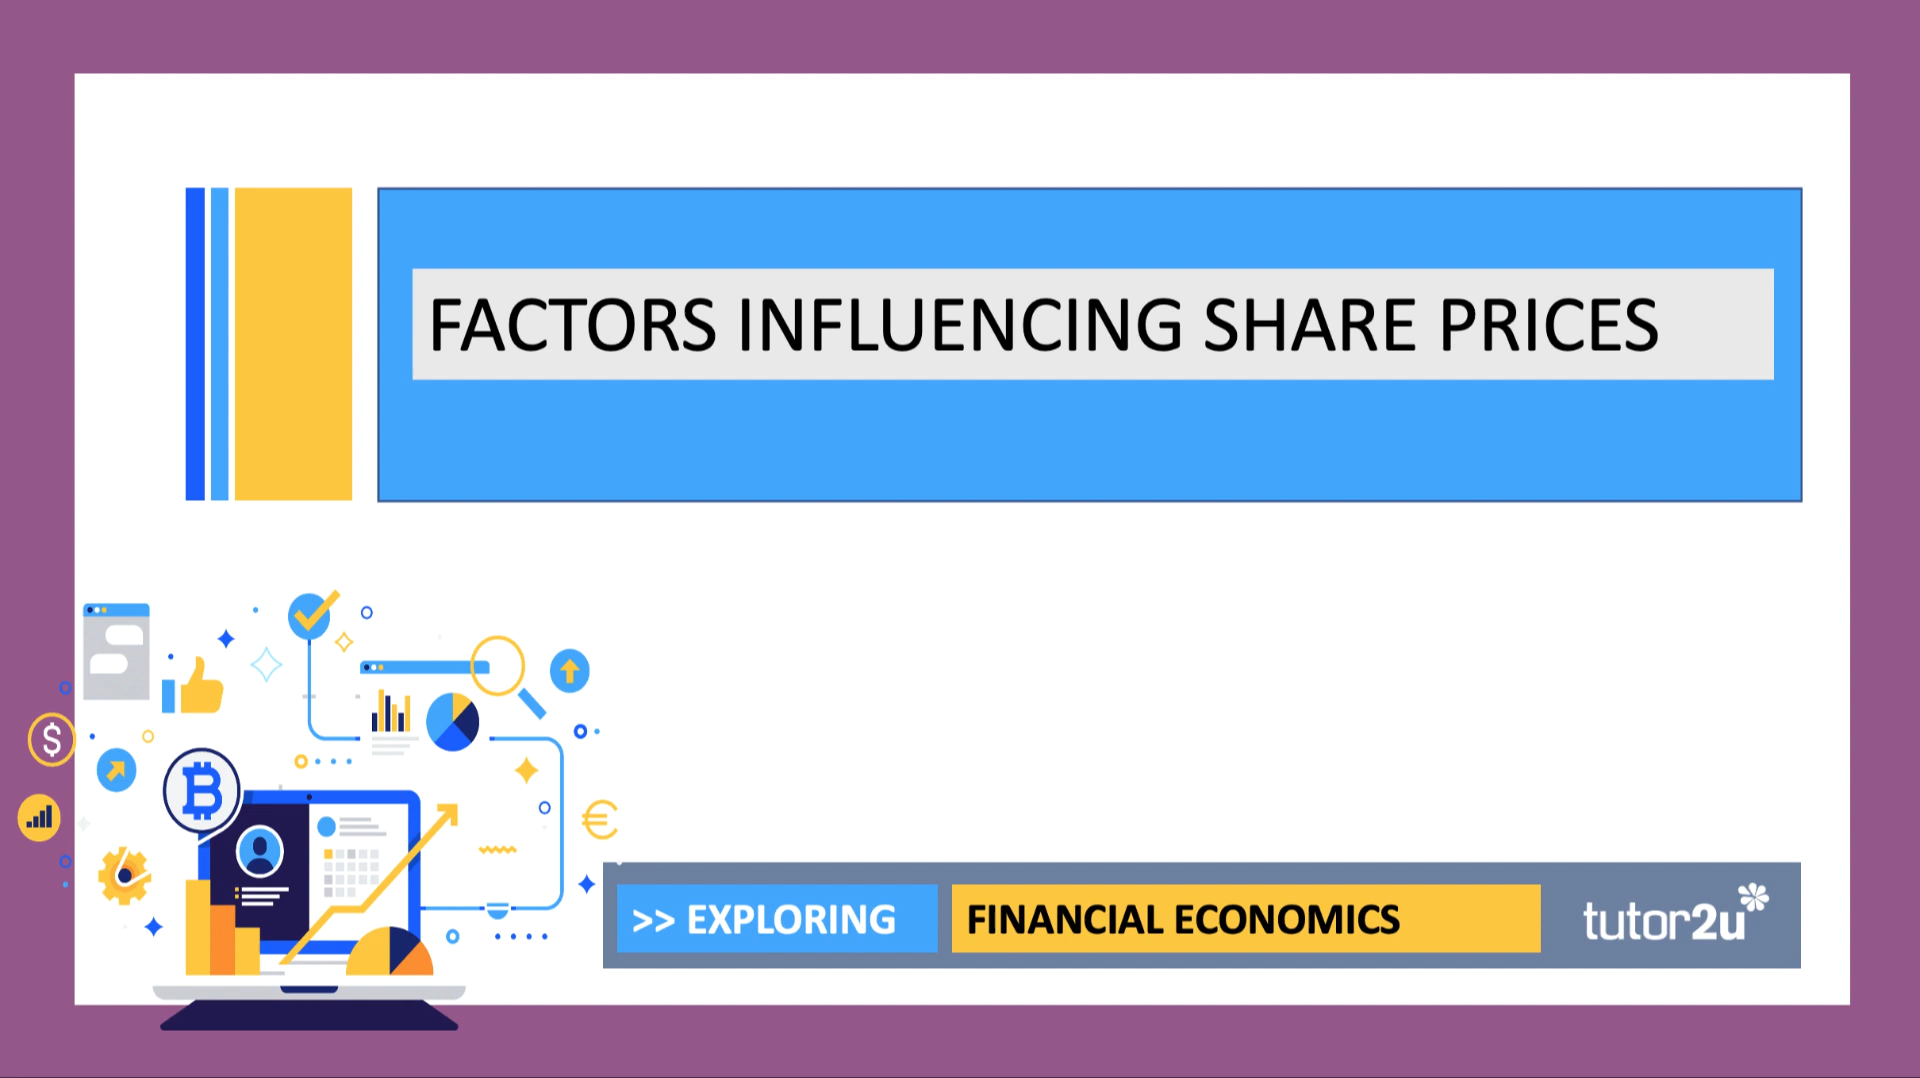 FACTORS INFLUENCING SHARE PRICES
$
B
€
>> EXPLORING
FINANCIAL ECONOMICS
tutor2u